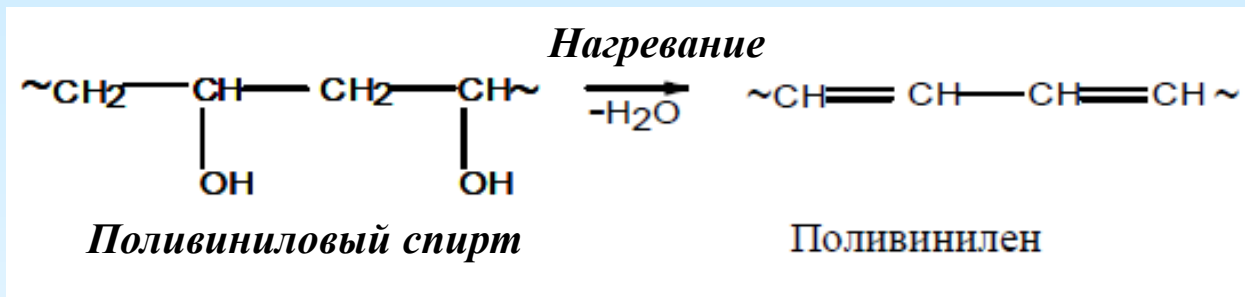 Нагревание
~CH2 CH CH2 CH~ -H2O ~CH CH CH CH~
OH OH
Поливиниловый спирт Поливинилен